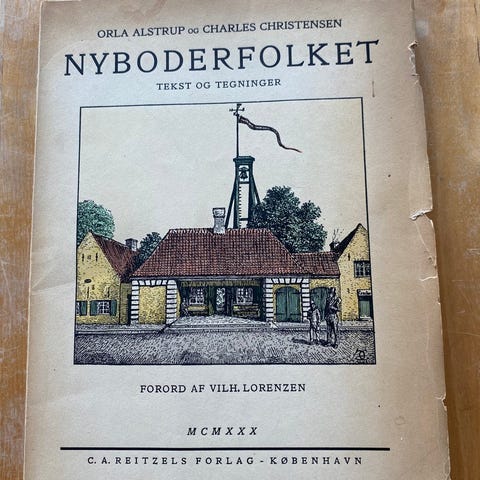 ORLA ALSTRUP OG CHARLES CHRISTENSEN
NYBODERFOLKET
TEKST OG TEGNINGER
FORORD AF VILH. LORENZEN
MCMXXX
C. A. REITZELS FORLAG - KØBENHAVN